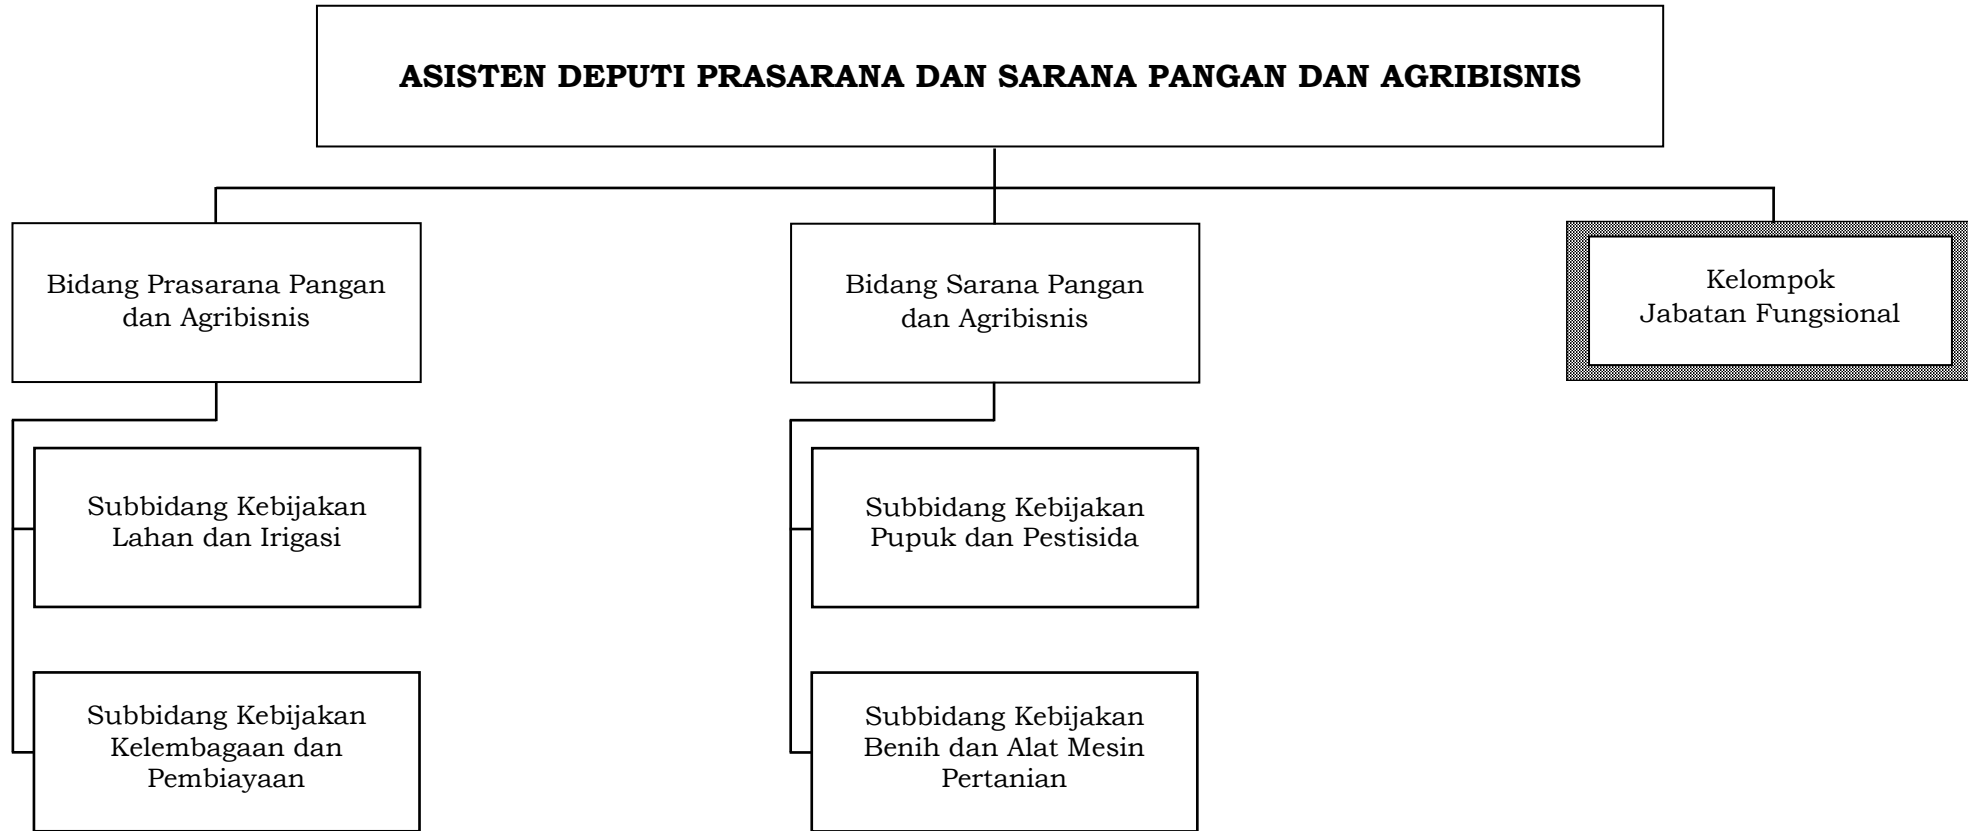 ASISTEN DEPUTI PRASARANA DAN SARANA PANGAN DAN AGRIBISNIS
Bidang Prasarana Pangan
dan Agribisnis
Bidang Sarana Pangan
dan Agribisnis
Kelompok
Jabatan Fungsional
Subbidang Kebijakan
Lahan dan Irigasi
Subbidang Kebijakan
Pupuk dan Pestisida
Subbidang Kebijakan
Kelembagaan dan
Pembiayaan
Subbidang Kebijakan
Benih dan Alat Mesin
Pertanian